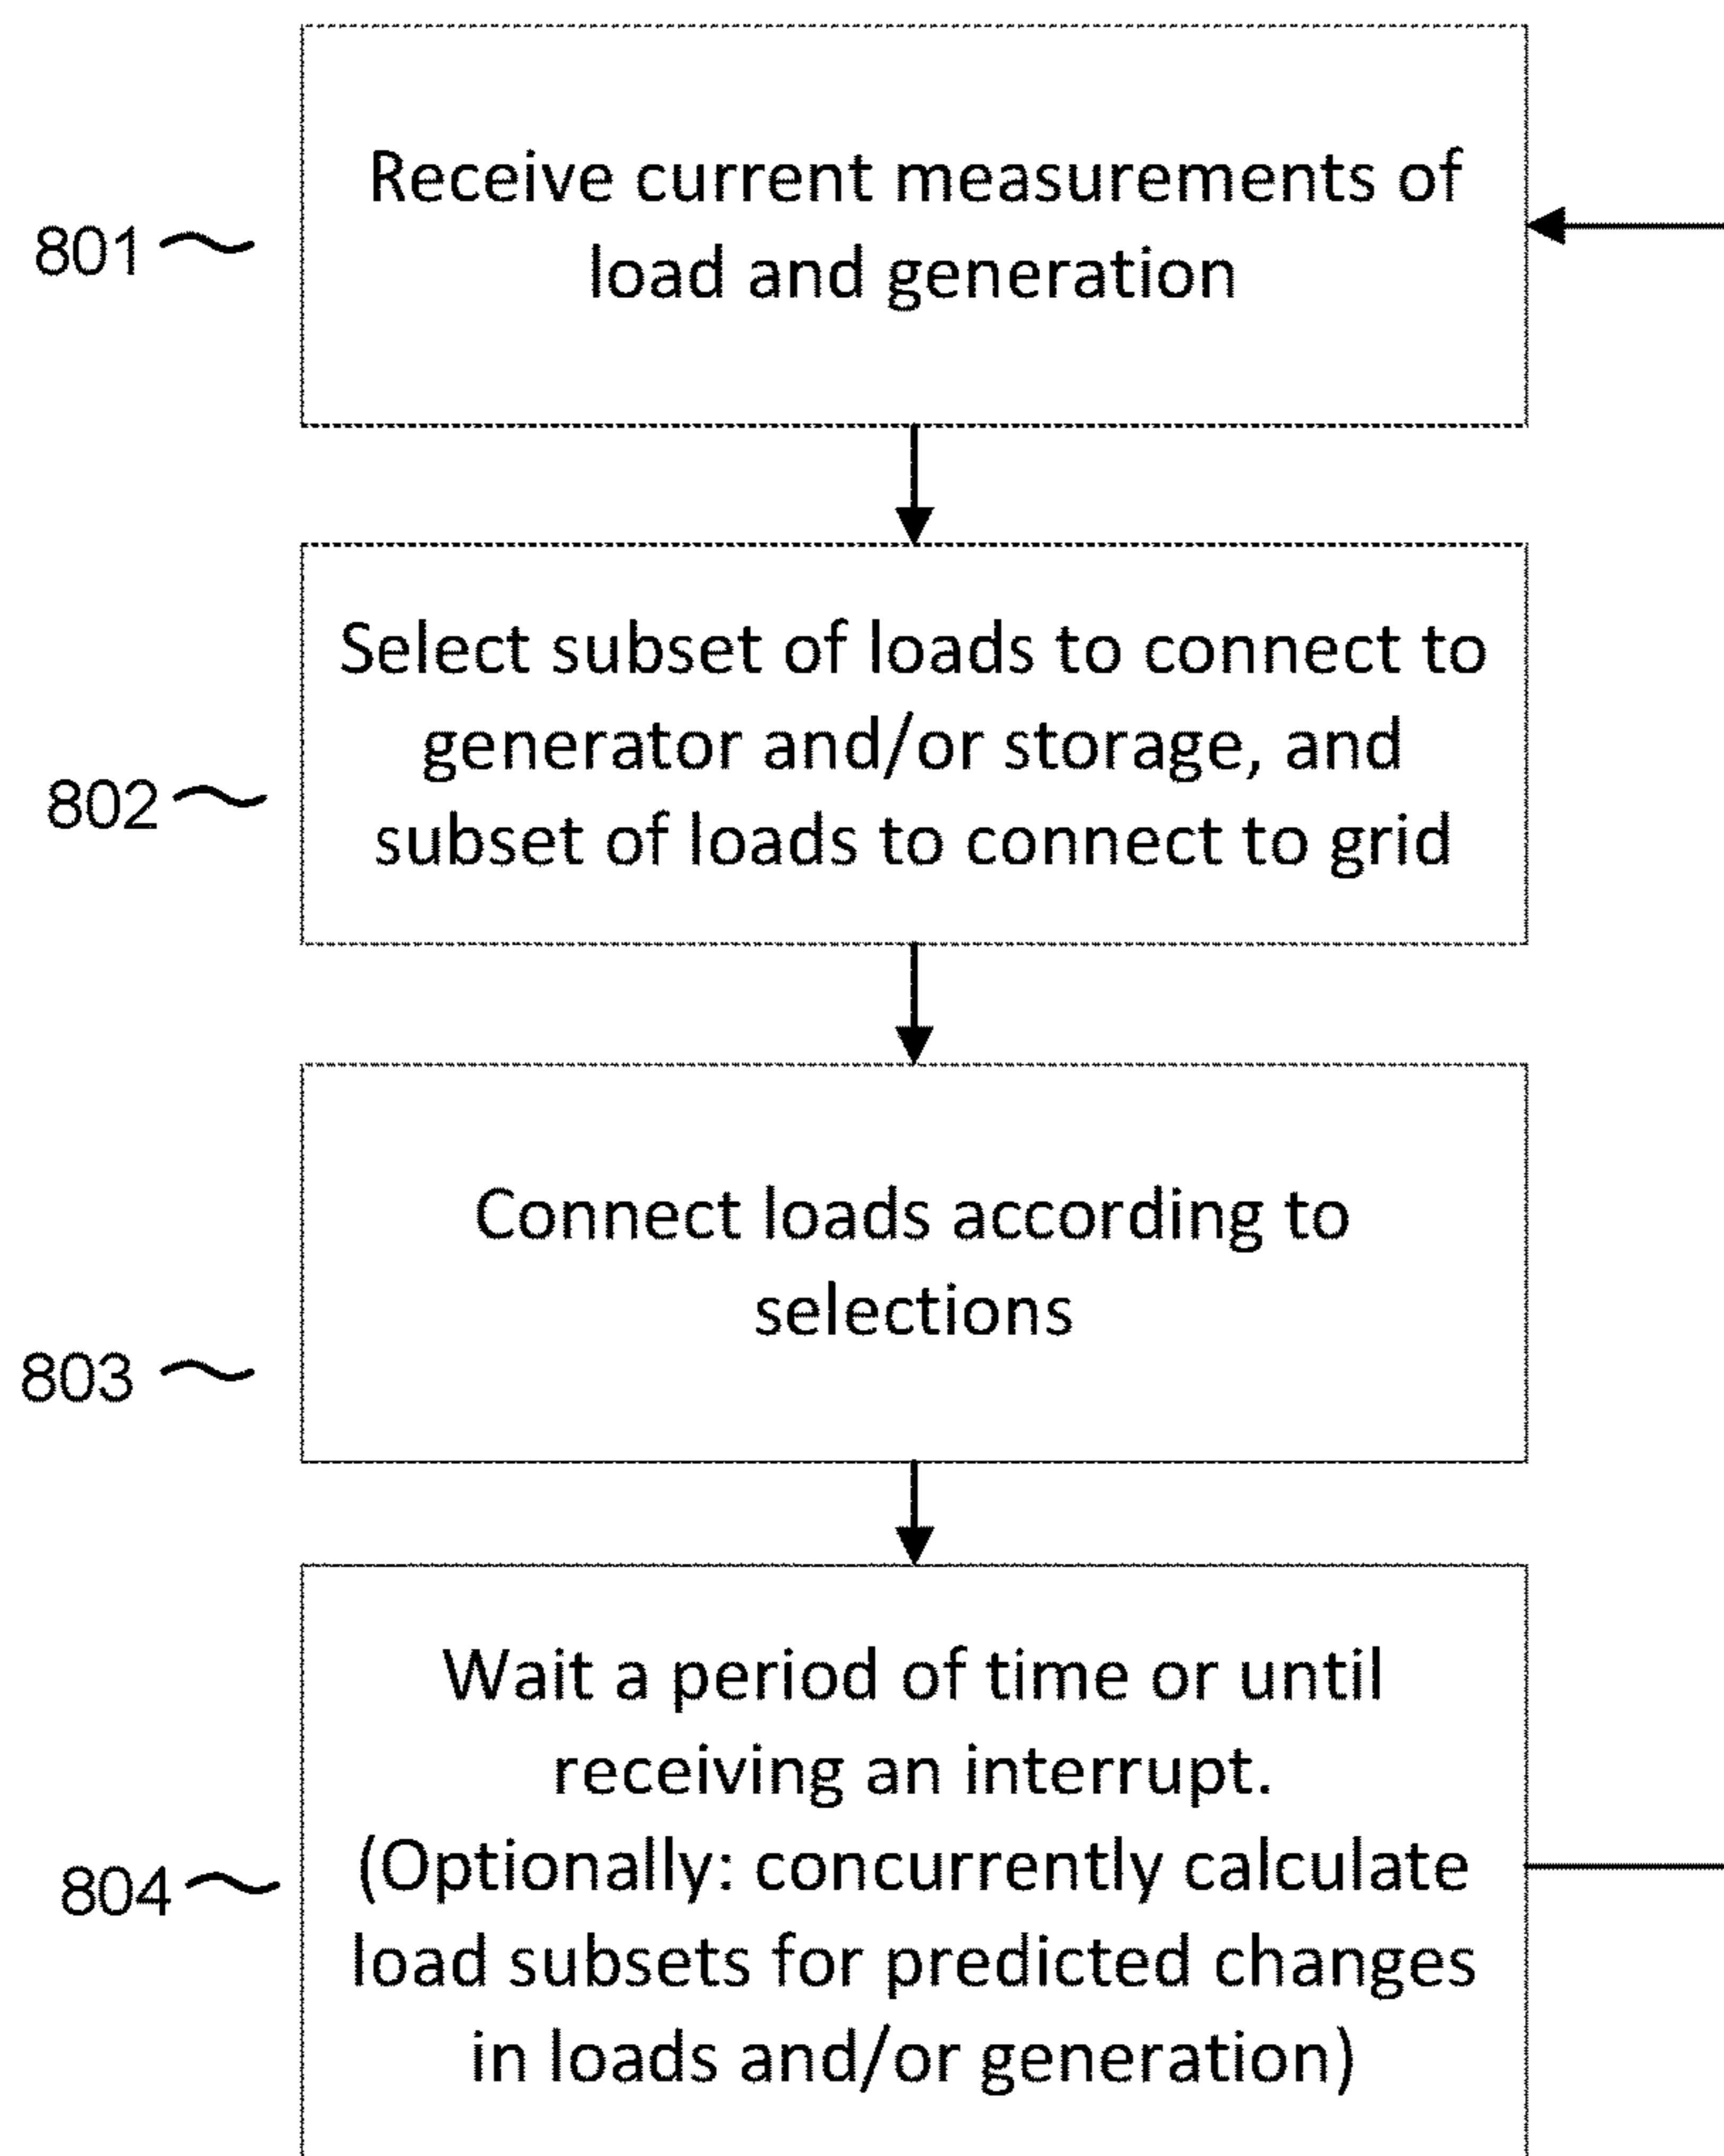 801
Receive current measurements of
load and generation
802
Select subset of loads to connect to
generator and/or storage, and
subset of loads to connect to grid
803
Connect loads according to
selections
804
Wait a period of time or until
receiving an interrupt.
(Optionally: concurrently calculate
load subsets for predicted changes
in loads and/or generation)